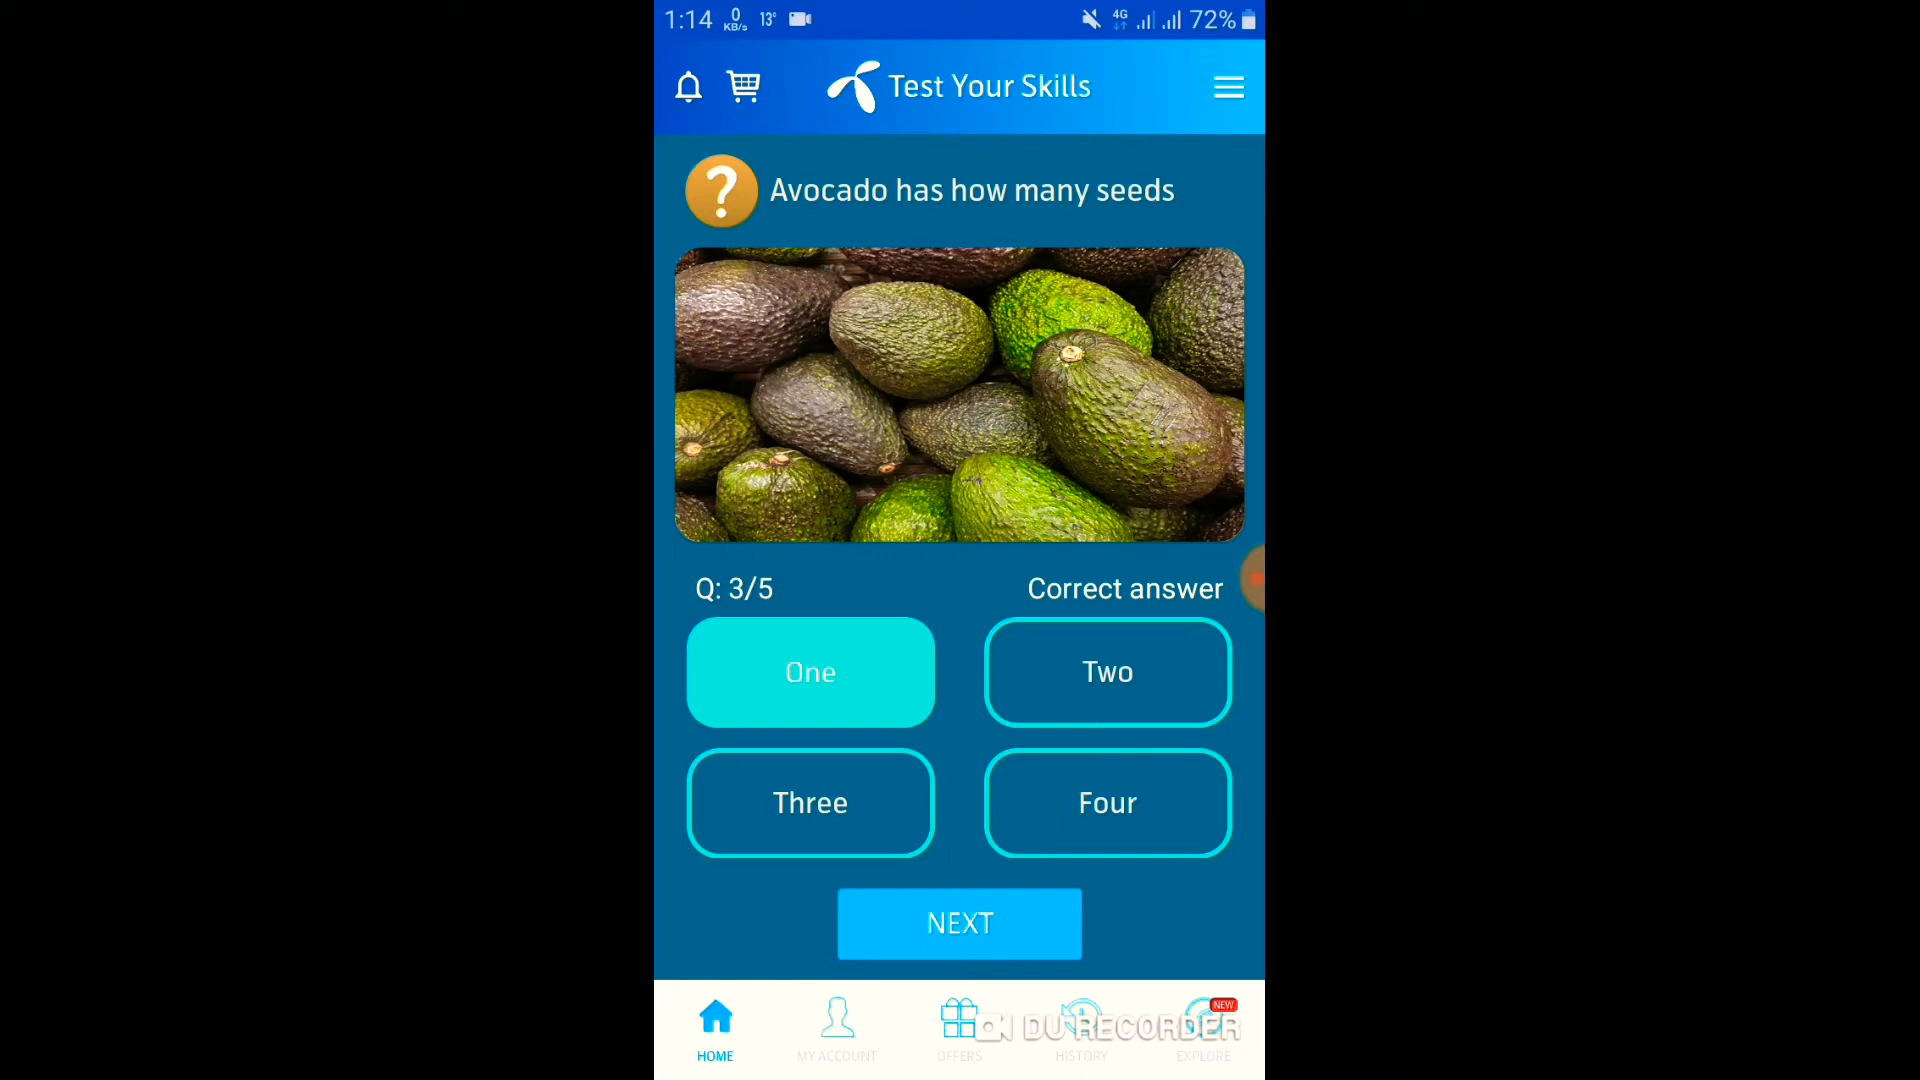 1:14 0 KB/s 13° 4G 72%
Test Your Skills
? Avocado has how many seeds
Q: 3/5 Correct answer
One Two
Three Four
NEXT
NEW
DU RECORDER
HOME MY ACCOUNT OFFERS HISTORY EXPLORE